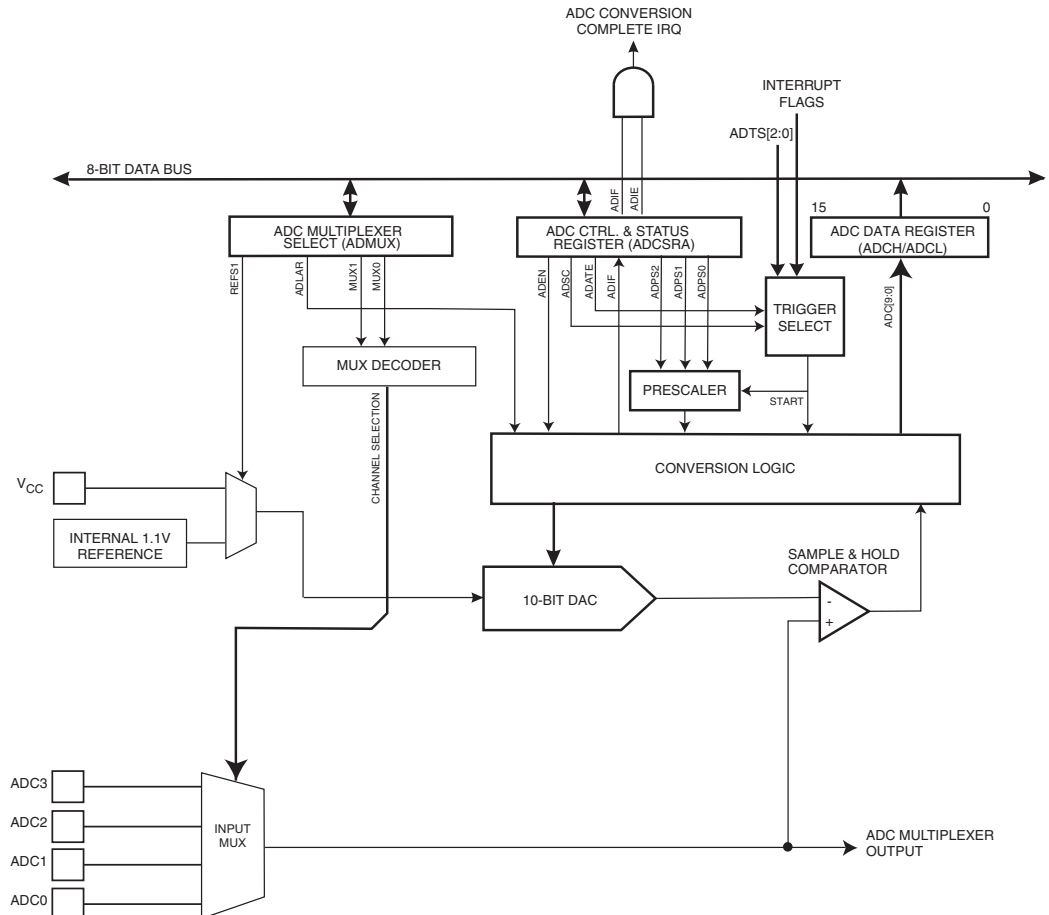 ADC CONVERSION
COMPLETE IRQ
INTERRUPT
FLAGS
ADTS[2:0]
8-BIT DATA BUS
ADIF
ADIE
15
0
ADC MULTIPLEXER
SELECT (ADMUX)
ADC CTRL. & STATUS
REGISTER (ADCSRA)
ADC DATA REGISTER
(ADCH/ADCL)
REFS1
ADLAR
MUX1
MUX0
ADEN
ADSC
ADATE
ADIF
ADPS2
ADPS1
ADPS0
ADC[9:0]
TRIGGER
SELECT
MUX DECODER
PRESCALER
START
CHANNEL SELECTION
CONVERSION LOGIC
VCC
INTERNAL 1.1V
REFERENCE
SAMPLE & HOLD
COMPARATOR
10-BIT DAC
-
+
ADC3
ADC2
ADC1
ADC0
INPUT
MUX
ADC MULTIPLEXER
OUTPUT